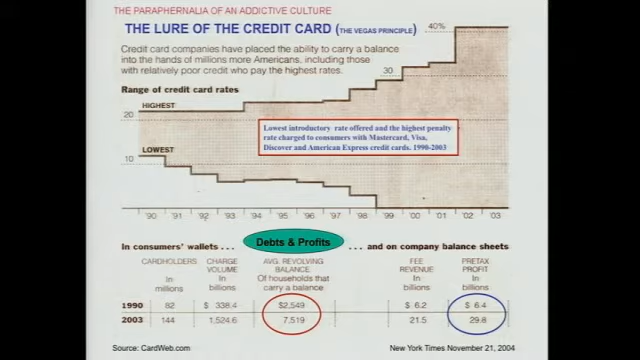 THE PARAPHERNALIA OF AN ADDICTIVE CULTURE
THE LURE OF THE CREDIT CARD (THE VEGAS PRINCIPLE)
Credit card companies have placed the ability to carry a balance
into the hands of millions more Americans, including those
with relatively poor credit who pay the highest rates.
Range of credit card rates
40%
30
HIGHEST
20
Lowest introductory rate offered and the highest penalty
rate charged to consumers with Mastercard, Visa,
Discover and American Express credit cards. 1990-2003
LOWEST
10
'90 '91 '92 '93 '94 '95 '96 '97 '98 '99 '00 '01 '02 '03
In consumers' wallets . . . Debts & Profits . . . and on company balance sheets
CARDHOLDERS CHARGE VOLUME AVG. REVOLVING BALANCE FEE REVENUE PRETAX PROFIT
In millions In billions Of households that carry a balance In billions In billions
1990 82 $ 338.4 $2,549 $ 6.2 $ 6.4
2003 144 1,524.6 7,519 21.5 29.8
Source: CardWeb.com New York Times November 21, 2004